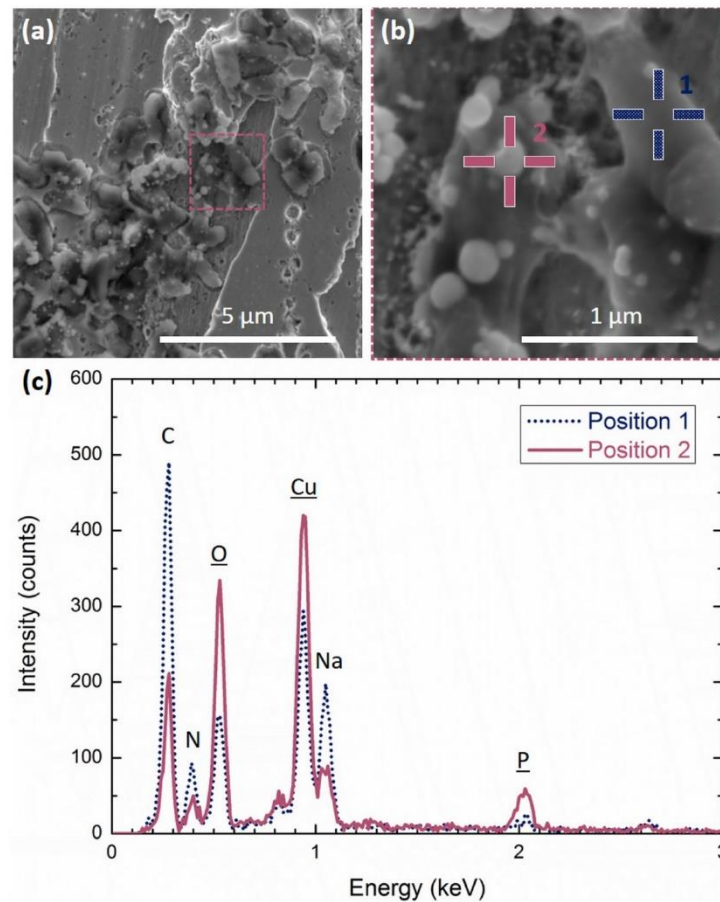 (a)
5 µm
(b)
1
2
1 µm
(c)
600
500
400
300
200
100
0
Intensity (counts)
C
N
O
Cu
Na
P
Position 1
Position 2
0
1
2
3
Energy (keV)